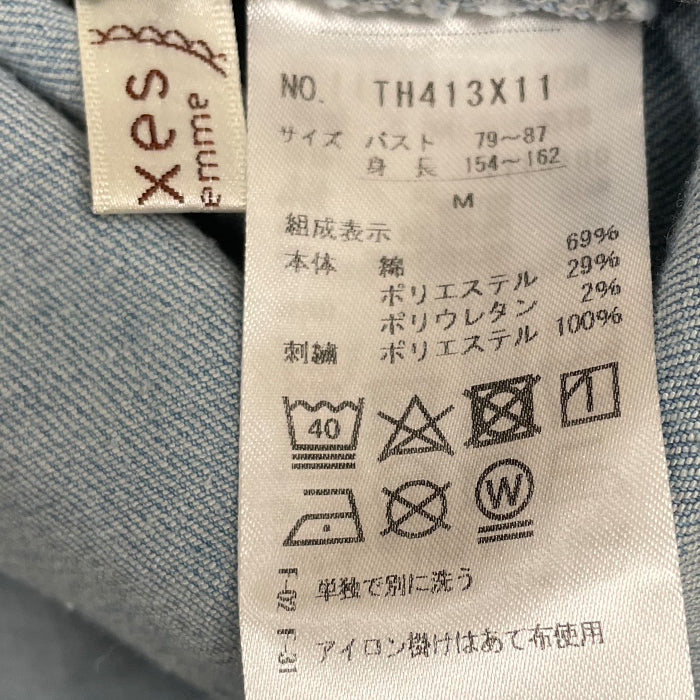 xes
femme
NO. TH413X11
サイズ バスト 79～87
身長 154～162
M
組成表示
本体 綿 69%
ポリエステル 29%
ポリウレタン 2%
刺繍 ポリエステル 100%
40
W
単独で別に洗う
アイロン掛けはあて布使用